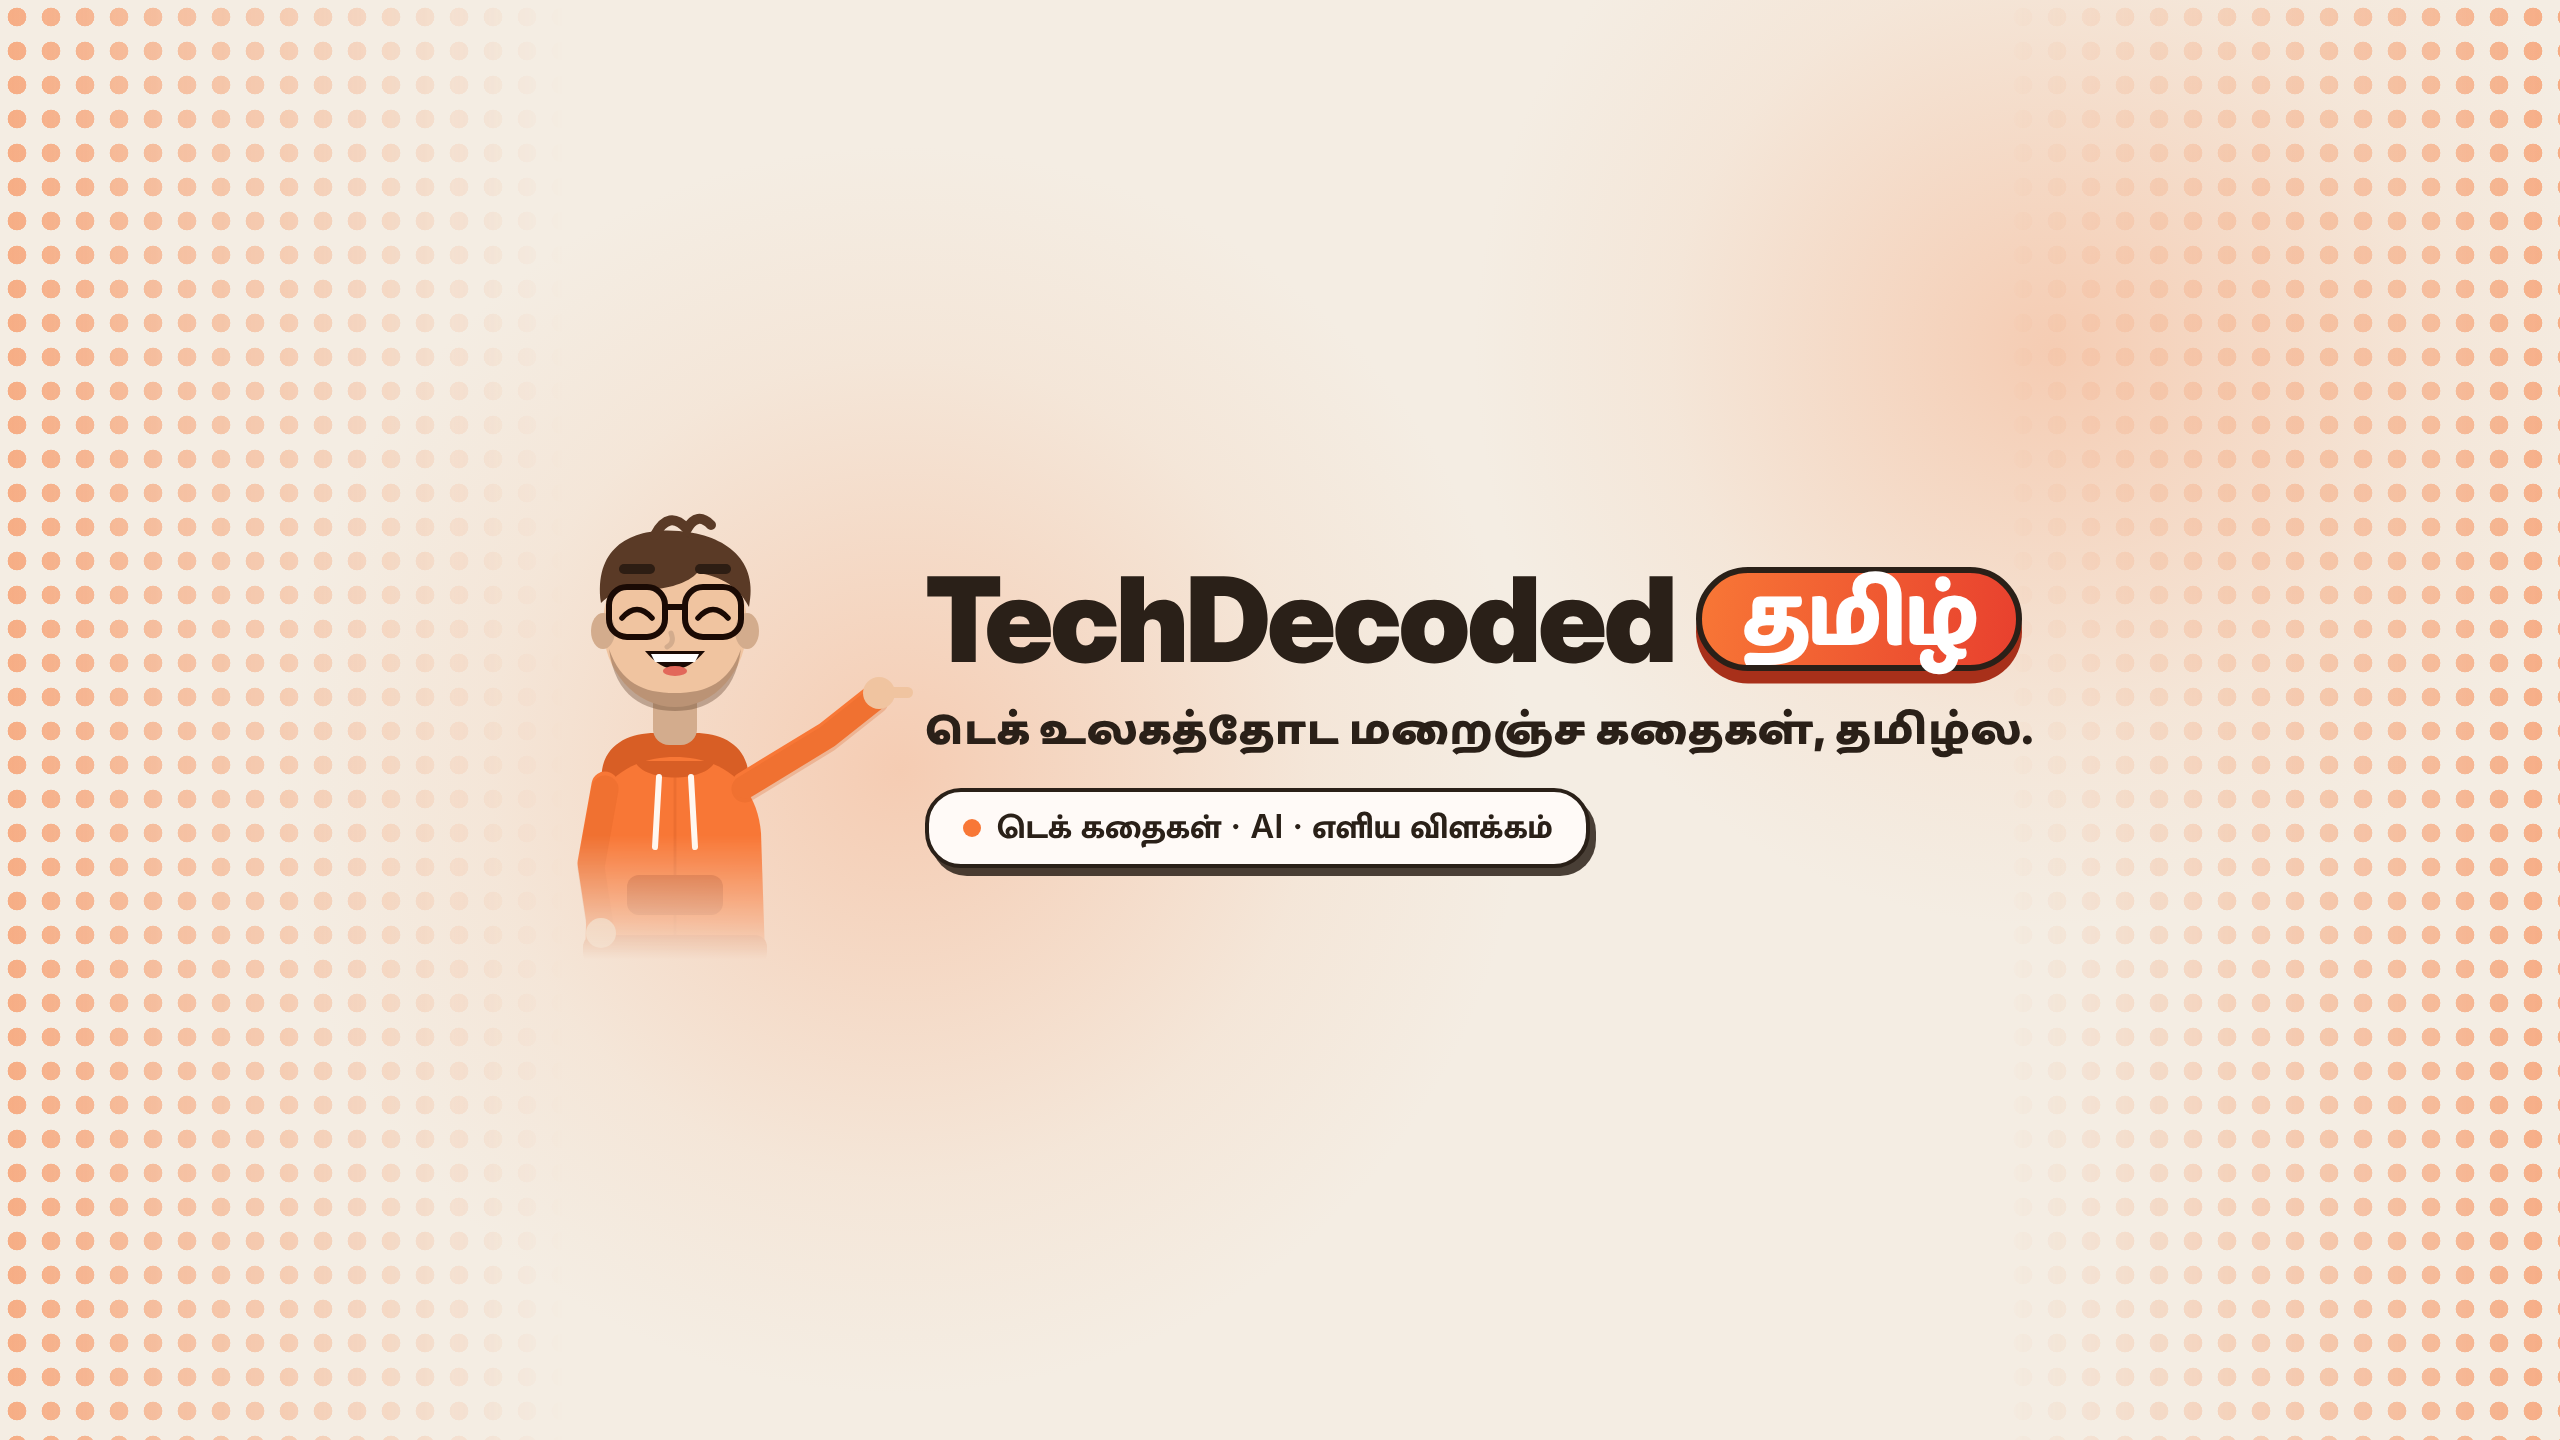 TechDecoded தமிழ்
டெக் உலகத்தோட மறைஞ்ச கதைகள், தமிழ்ல.
டெக் கதைகள் · AI · எளிய விளக்கம்